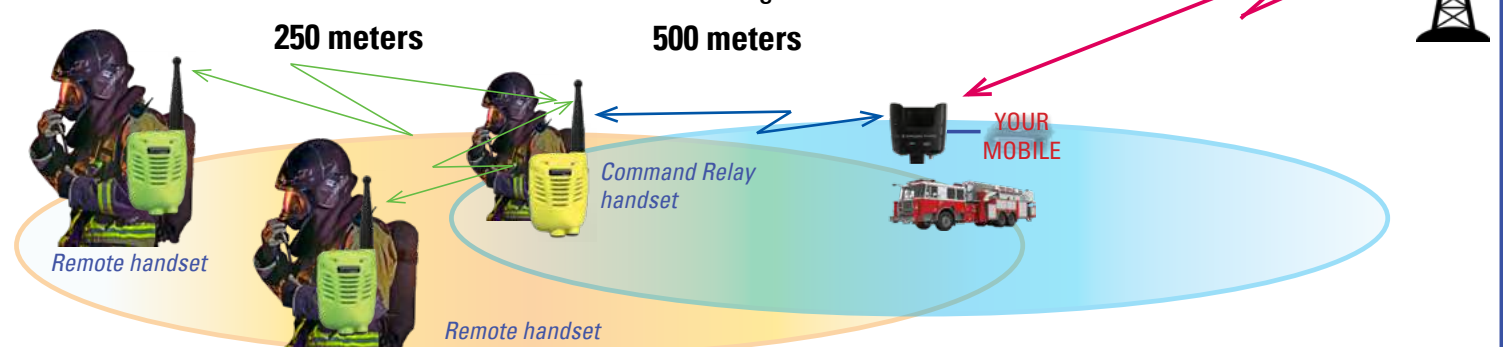 250 meters
500 meters
YOUR
MOBILE
Command Relay
handset
Remote handset
Remote handset